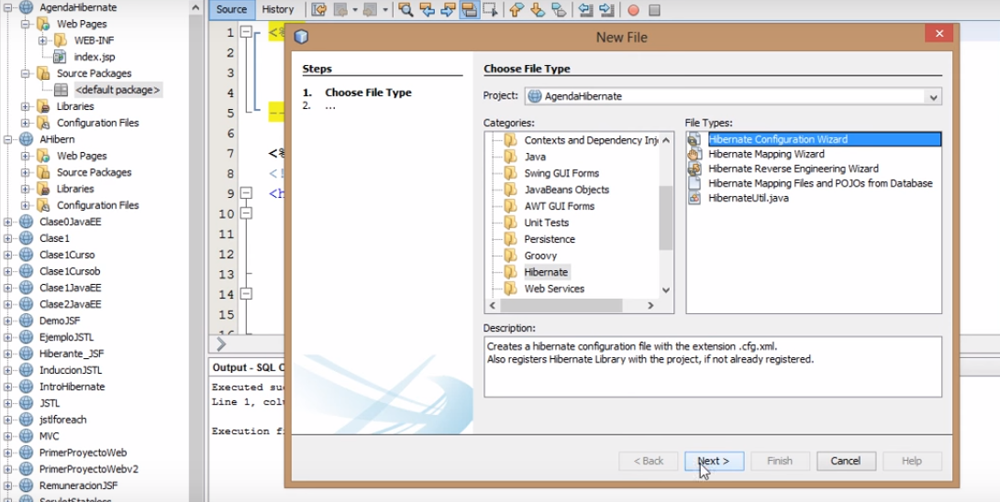 AgendaHibernate
Web Pages
WEB-INF
index.jsp
Source Packages
<default package>
Libraries
Configuration Files
AHibern
Web Pages
Source Packages
Libraries
Configuration Files
Clase0JavaEE
Clase1
Clase1Curso
Clase1Cursob
Clase1JavaEE
Clase2JavaEE
DemoJSF
EjemploJSTL
Hiberante_JSF
InduccionJSTL
IntroHibernate
JSTL
jstlforeach
MVC
PrimerProyectoWeb
PrimerProyectoWebv2
RemuneracionJSF
ServletStateless
Source History
1 <%
2
3
4
5 --
6
7 <%
8 <!
9 <h
10
11
12
13
14
15
16
Output - SQL C
Executed su
Line 1, colu
Execution f
New File
Steps
1. Choose File Type
2. ...
Choose File Type
Project: AgendaHibernate
Categories:
Contexts and Dependency Inj
Java
Swing GUI Forms
JavaBeans Objects
AWT GUI Forms
Unit Tests
Persistence
Groovy
Hibernate
Web Services
File Types:
Hibernate Configuration Wizard
Hibernate Mapping Wizard
Hibernate Reverse Engineering Wizard
Hibernate Mapping Files and POJOs from Database
HibernateUtil.java
Description:
Creates a hibernate configuration file with the extension .cfg.xml.
Also registers Hibernate Library with the project, if not already registered.
< Back Next > Finish Cancel Help